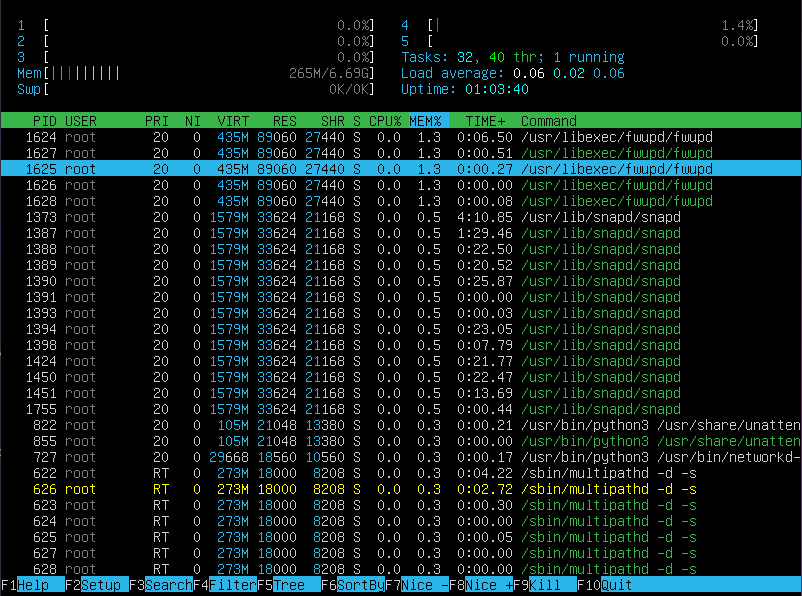 1 [ 0.0%] 4 [| 1.4%]
2 [ 0.0%] 5 [ 0.0%]
3 [ 0.0%] Tasks: 32, 40 thr; 1 running
Mem[||||||||| 265M/6.69G] Load average: 0.06 0.02 0.06
Swp[ 0K/0K] Uptime: 01:03:40
PID USER PRI NI VIRT RES SHR S CPU% MEM% TIME+ Command
1624 root 20 0 435M 89060 27440 S 0.0 1.3 0:06.50 /usr/libexec/fwupd/fwupd
1627 root 20 0 435M 89060 27440 S 0.0 1.3 0:00.51 /usr/libexec/fwupd/fwupd
1625 root 20 0 435M 89060 27440 S 0.0 1.3 0:00.27 /usr/libexec/fwupd/fwupd
1626 root 20 0 435M 89060 27440 S 0.0 1.3 0:00.00 /usr/libexec/fwupd/fwupd
1628 root 20 0 435M 89060 27440 S 0.0 1.3 0:00.08 /usr/libexec/fwupd/fwupd
1373 root 20 0 1579M 33624 21168 S 0.0 0.5 4:10.85 /usr/lib/snapd/snapd
1387 root 20 0 1579M 33624 21168 S 0.0 0.5 1:29.46 /usr/lib/snapd/snapd
1388 root 20 0 1579M 33624 21168 S 0.0 0.5 0:22.50 /usr/lib/snapd/snapd
1389 root 20 0 1579M 33624 21168 S 0.0 0.5 0:20.52 /usr/lib/snapd/snapd
1390 root 20 0 1579M 33624 21168 S 0.0 0.5 0:25.87 /usr/lib/snapd/snapd
1391 root 20 0 1579M 33624 21168 S 0.0 0.5 0:00.00 /usr/lib/snapd/snapd
1393 root 20 0 1579M 33624 21168 S 0.0 0.5 0:00.03 /usr/lib/snapd/snapd
1394 root 20 0 1579M 33624 21168 S 0.0 0.5 0:23.05 /usr/lib/snapd/snapd
1398 root 20 0 1579M 33624 21168 S 0.0 0.5 0:07.79 /usr/lib/snapd/snapd
1424 root 20 0 1579M 33624 21168 S 0.0 0.5 0:21.77 /usr/lib/snapd/snapd
1450 root 20 0 1579M 33624 21168 S 0.0 0.5 0:22.47 /usr/lib/snapd/snapd
1451 root 20 0 1579M 33624 21168 S 0.0 0.5 0:13.69 /usr/lib/snapd/snapd
1755 root 20 0 1579M 33624 21168 S 0.0 0.5 0:00.44 /usr/lib/snapd/snapd
822 root 20 0 105M 21048 13380 S 0.0 0.3 0:00.21 /usr/bin/python3 /usr/share/unatten
855 root 20 0 105M 21048 13380 S 0.0 0.3 0:00.00 /usr/bin/python3 /usr/share/unatten
727 root 20 0 29668 18560 10560 S 0.0 0.3 0:00.17 /usr/bin/python3 /usr/bin/networkd-
622 root RT 0 273M 18000 8208 S 0.0 0.3 0:04.22 /sbin/multipathd -d -s
626 root RT 0 273M 18000 8208 S 0.0 0.3 0:02.72 /sbin/multipathd -d -s
623 root RT 0 273M 18000 8208 S 0.0 0.3 0:00.30 /sbin/multipathd -d -s
624 root RT 0 273M 18000 8208 S 0.0 0.3 0:00.00 /sbin/multipathd -d -s
625 root RT 0 273M 18000 8208 S 0.0 0.3 0:00.05 /sbin/multipathd -d -s
627 root RT 0 273M 18000 8208 S 0.0 0.3 0:00.00 /sbin/multipathd -d -s
628 root RT 0 273M 18000 8208 S 0.0 0.3 0:00.00 /sbin/multipathd -d -s
F1Help F2Setup F3SearchF4FilterF5Tree F6SortByF7Nice -F8Nice +F9Kill F10Quit